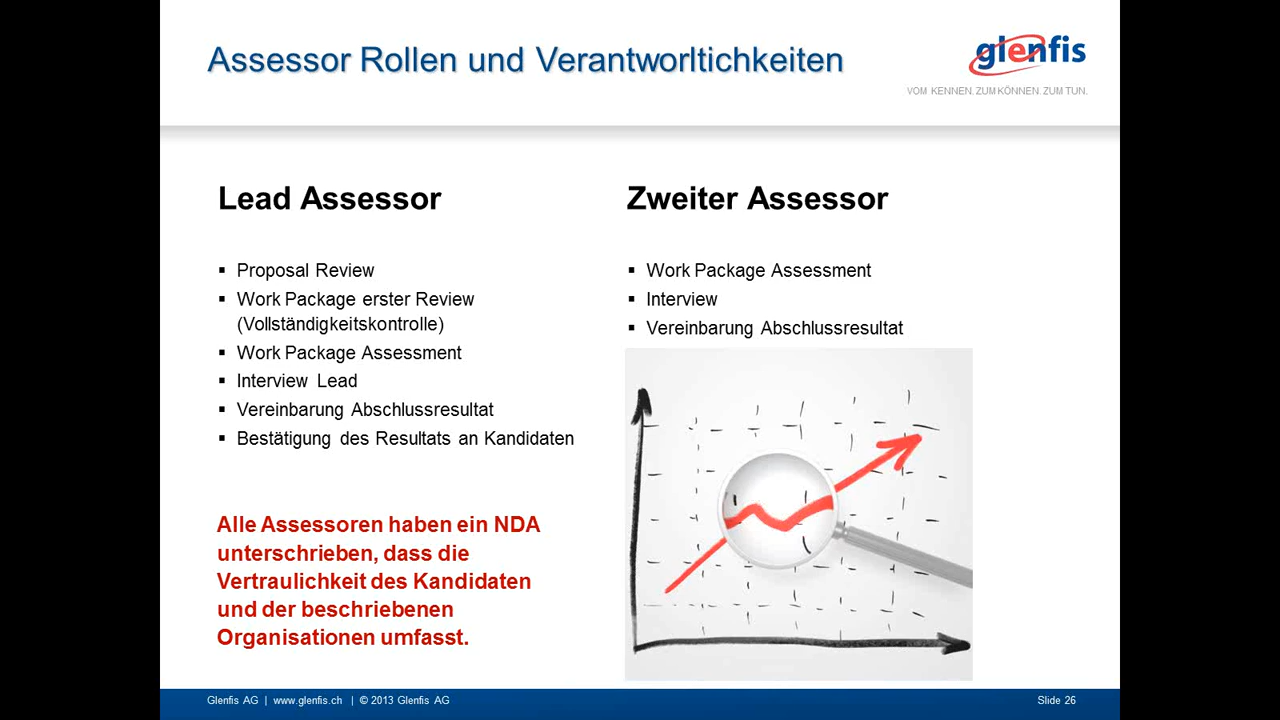 Assessor Rollen und Verantworltichkeiten
glenfis
VOM KENNEN. ZUM KÖNNEN. ZUM TUN.
Lead Assessor
▪ Proposal Review
▪ Work Package erster Review
(Vollständigkeitskontrolle)
▪ Work Package Assessment
▪ Interview Lead
▪ Vereinbarung Abschlussresultat
▪ Bestätigung des Resultats an Kandidaten
Alle Assessoren haben ein NDA
unterschrieben, dass die
Vertraulichkeit des Kandidaten
und der beschriebenen
Organisationen umfasst.
Zweiter Assessor
▪ Work Package Assessment
▪ Interview
▪ Vereinbarung Abschlussresultat
Glenfis AG | www.glenfis.ch | © 2013 Glenfis AG
Slide 26